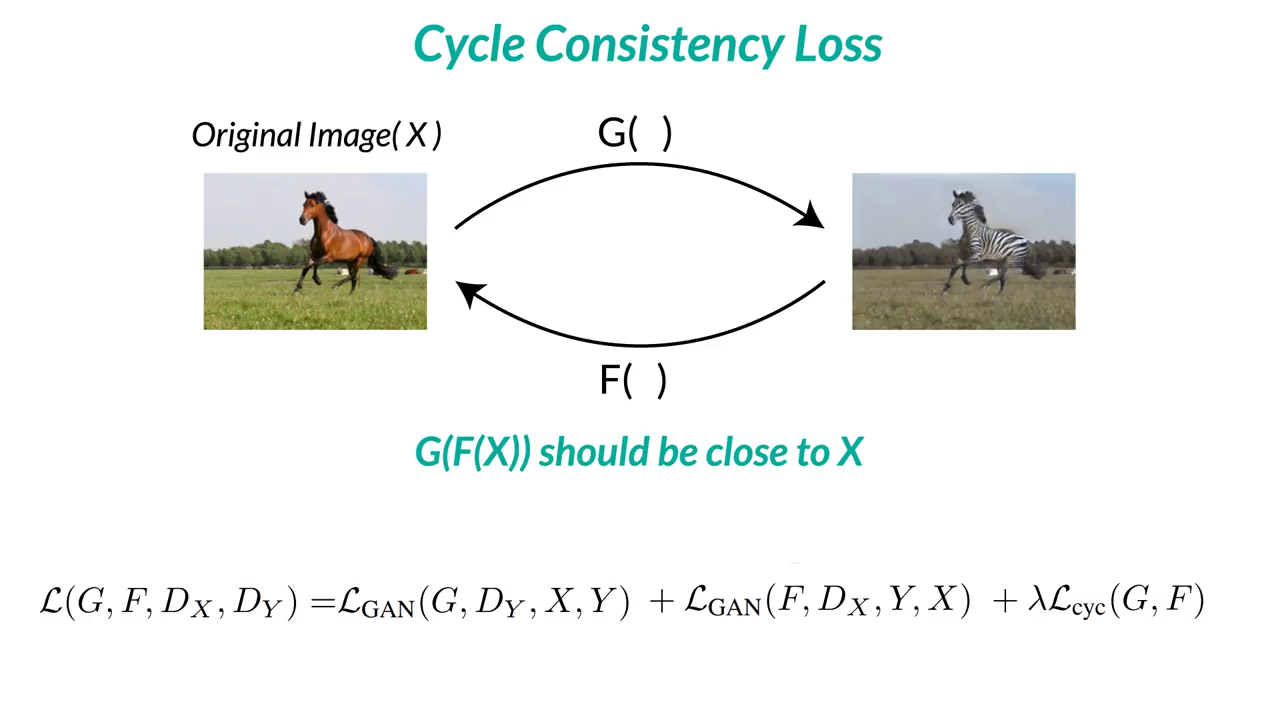 Cycle Consistency Loss
Original Image( X )
G( )
F( )
G(F(X)) should be close to X
ℒ(G, F, D_X, D_Y) =ℒ_GAN(G, D_Y, X, Y) + ℒ_GAN(F, D_X, Y, X) + λℒ_cyc(G, F)